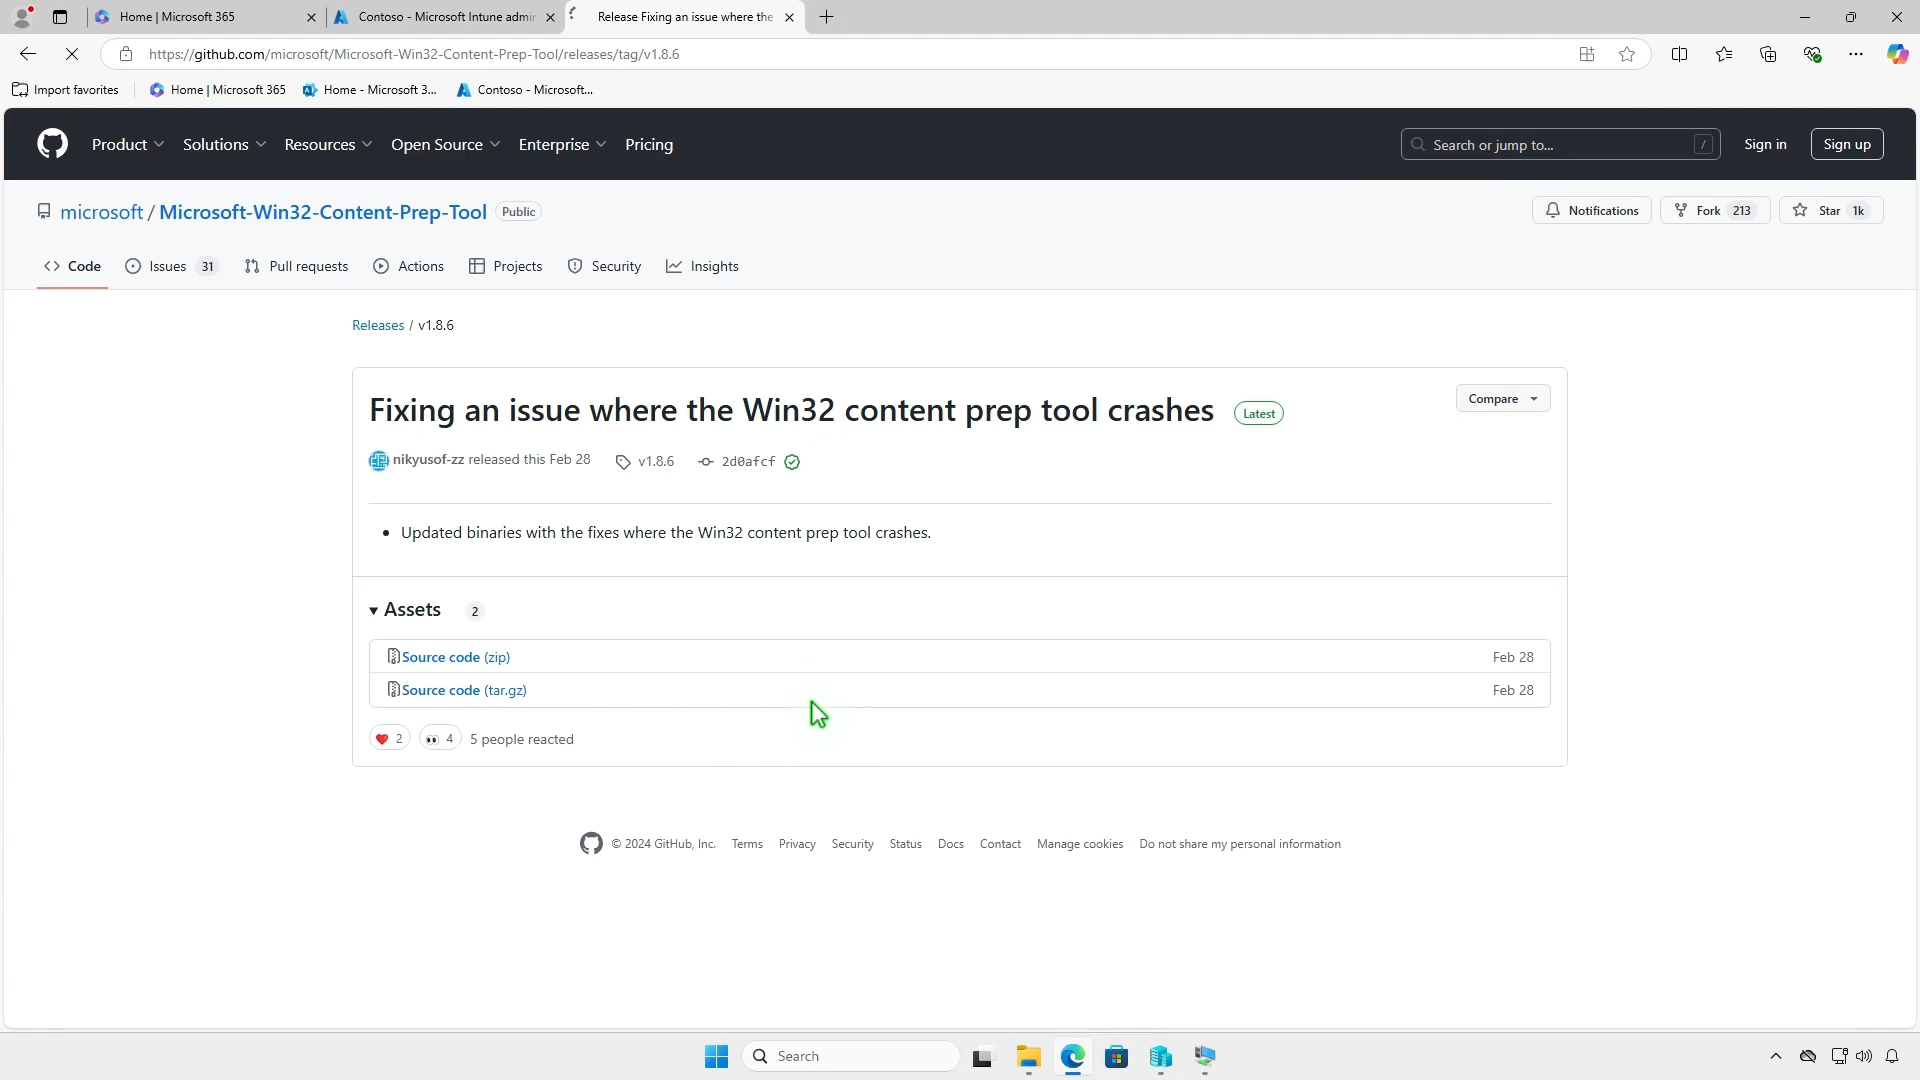 Home | Microsoft 365
Contoso - Microsoft Intune admi
Release Fixing an issue where the
https://github.com/microsoft/Microsoft-Win32-Content-Prep-Tool/releases/tag/v1.8.6
Import favorites
Home | Microsoft 365
Home - Microsoft 3...
Contoso - Microsoft...
Product
Solutions
Resources
Open Source
Enterprise
Pricing
Search or jump to...
/
Sign in
Sign up
microsoft / Microsoft-Win32-Content-Prep-Tool Public
Notifications
Fork 213
Star 1k
Code
Issues 31
Pull requests
Actions
Projects
Security
Insights
Releases / v1.8.6
Fixing an issue where the Win32 content prep tool crashes Latest
Compare
nikyusof-zz released this Feb 28
v1.8.6
2d0afcf
• Updated binaries with the fixes where the Win32 content prep tool crashes.
Assets 2
Source code (zip) Feb 28
Source code (tar.gz) Feb 28
2
4
5 people reacted
© 2024 GitHub, Inc. Terms Privacy Security Status Docs Contact Manage cookies Do not share my personal information
Search